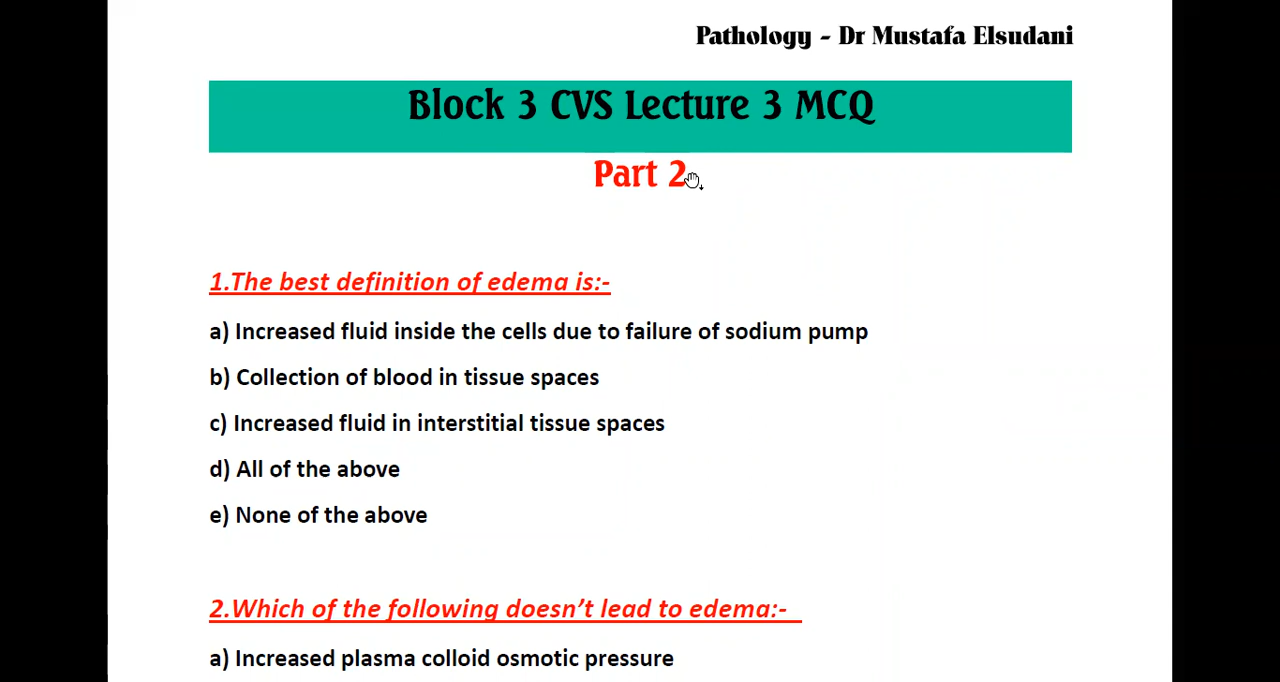 Pathology - Dr Mustafa Elsudani
Block 3 CVS Lecture 3 MCQ
Part 2
1.The best definition of edema is:-
a) Increased fluid inside the cells due to failure of sodium pump
b) Collection of blood in tissue spaces
c) Increased fluid in interstitial tissue spaces
d) All of the above
e) None of the above
2.Which of the following doesn’t lead to edema:-
a) Increased plasma colloid osmotic pressure